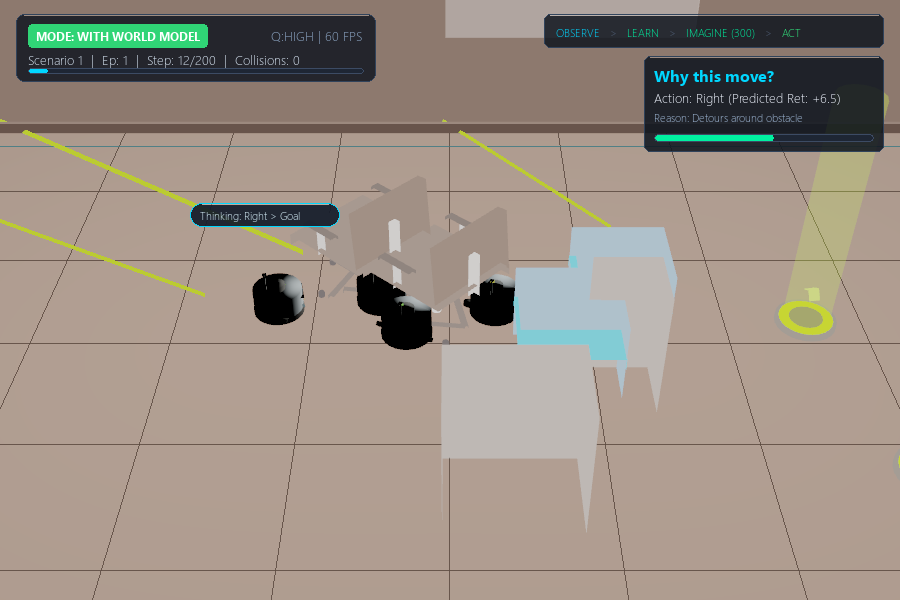 MODE: WITH WORLD MODEL
Q:HIGH | 60 FPS
Scenario 1 | Ep: 1 | Step: 12/200 | Collisions: 0
OBSERVE > LEARN > IMAGINE (300) > ACT
Why this move?
Action: Right (Predicted Ret: +6.5)
Reason: Detours around obstacle
Thinking: Right > Goal